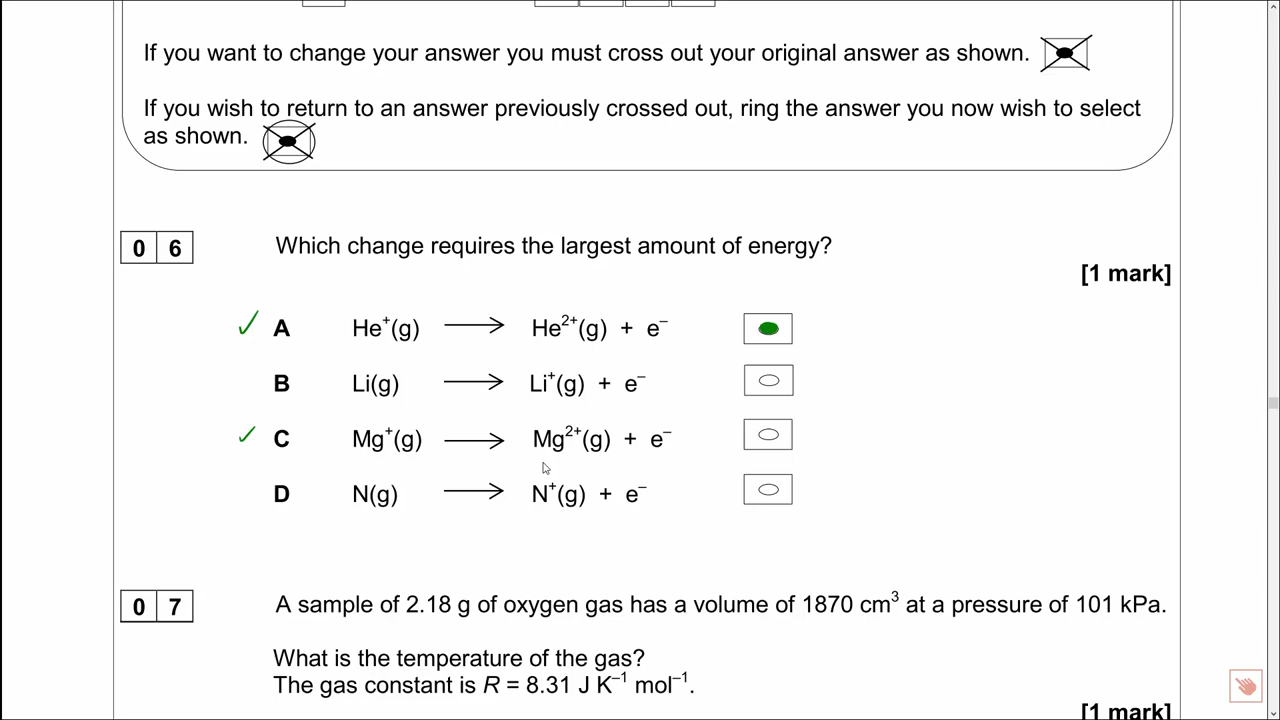 If you want to change your answer you must cross out your original answer as shown.
If you wish to return to an answer previously crossed out, ring the answer you now wish to select
as shown.
0 6 Which change requires the largest amount of energy?
[1 mark]
A He⁺(g) ⟶ He²⁺(g) + e⁻
B Li(g) ⟶ Li⁺(g) + e⁻
C Mg⁺(g) ⟶ Mg²⁺(g) + e⁻
D N(g) ⟶ N⁺(g) + e⁻
0 7 A sample of 2.18 g of oxygen gas has a volume of 1870 cm³ at a pressure of 101 kPa.
What is the temperature of the gas?
The gas constant is R = 8.31 J K⁻¹ mol⁻¹.
[1 mark]